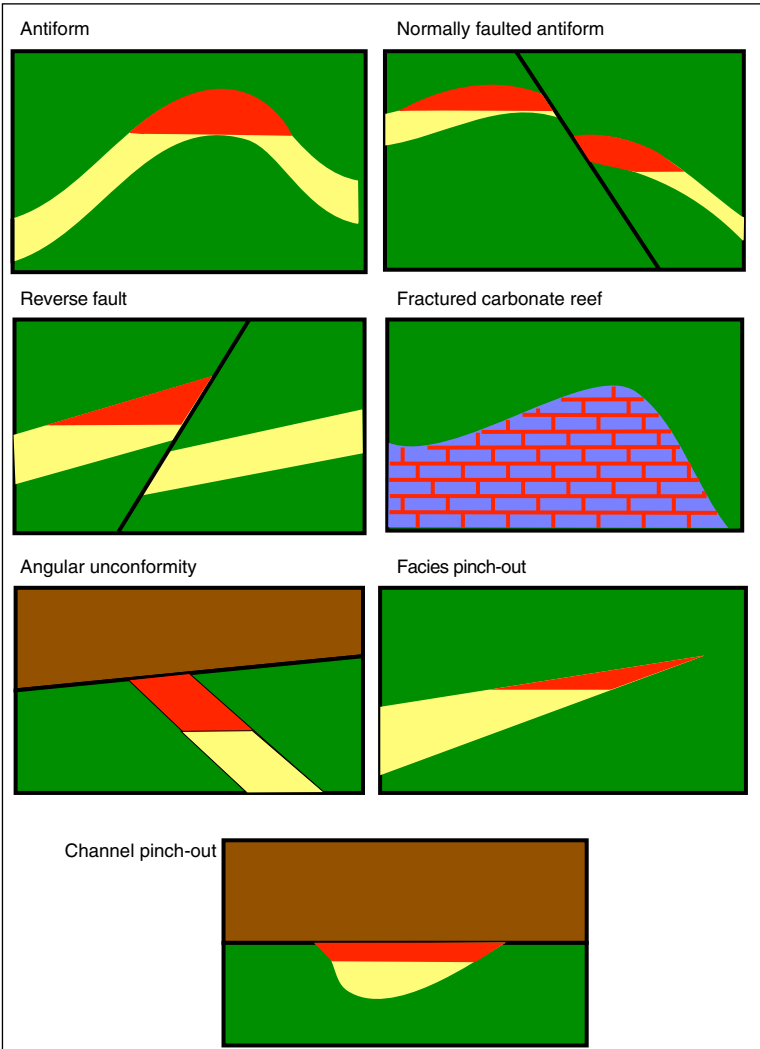 Antiform
Normally faulted antiform
Reverse fault
Fractured carbonate reef
Angular unconformity
Facies pinch-out
Channel pinch-out